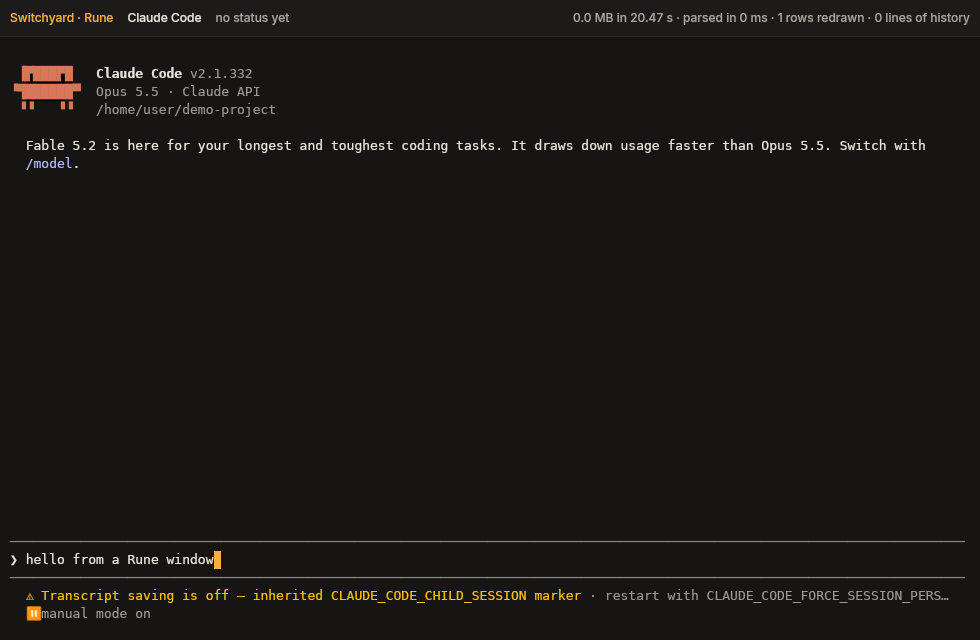 Switchyard · Rune Claude Code no status yet 0.0 MB in 20.47 s · parsed in 0 ms · 1 rows redrawn · 0 lines of history
Claude Code v2.1.332
Opus 5.5 · Claude API
/home/user/demo-project
Fable 5.2 is here for your longest and toughest coding tasks. It draws down usage faster than Opus 5.5. Switch with
/model.
❯ hello from a Rune window
⚠ Transcript saving is off — inherited CLAUDE_CODE_CHILD_SESSION marker · restart with CLAUDE_CODE_FORCE_SESSION_PERS…
⏸manual mode on